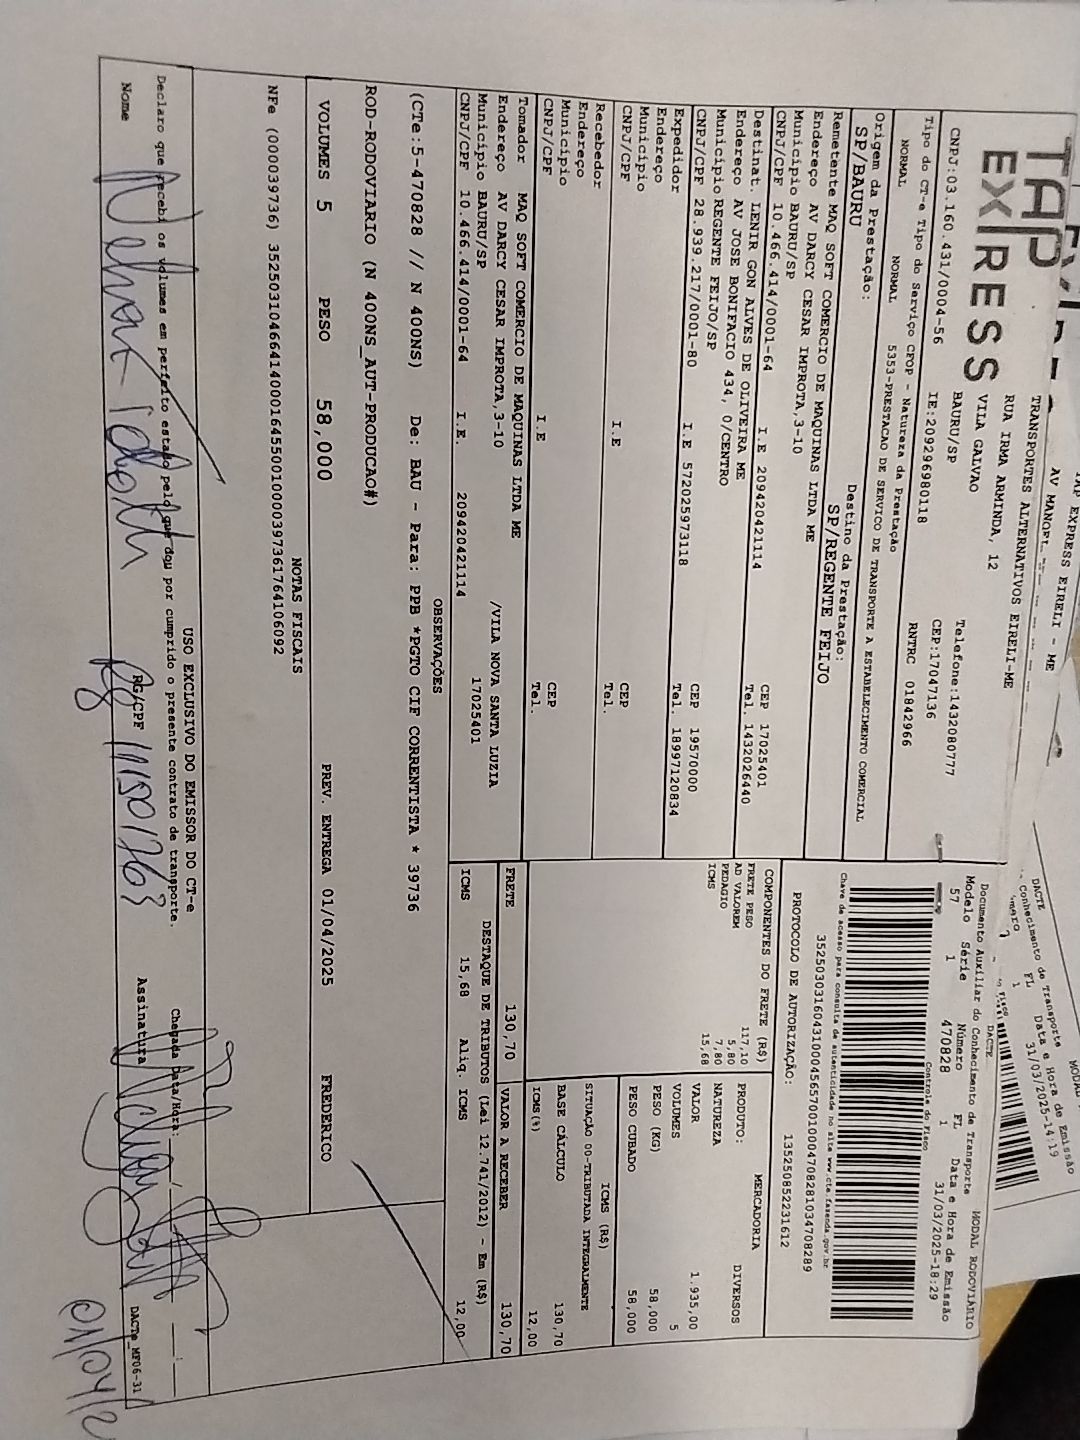 TAP
EXPRESS
TRANSPORTES ALTERNATIVOS EIRELI-ME
RUA IRMA ARMINDA, 12
VILA GALVAO
BAURU/SP
Telefone:1432080777
CNPJ:03.160.431/0004-56 IE:209296980118 CEP:17047136
Tipo do CT-e Tipo do Serviço CFOP - Natureza da Prestação RNTRC 01842966
NORMAL NORMAL 5353-PRESTACAO DE SERVICO DE TRANSPORTE A ESTABELECIMENTO COMERCIAL
Origem da Prestação: Destino da Prestação:
SP/BAURU SP/REGENTE FEIJO
Remetente MAQ SOFT COMERCIO DE MAQUINAS LTDA ME
Endereço AV DARCY CESAR IMPROTA,3-10
Município BAURU/SP CEP 17025401
CNPJ/CPF 10.466.414/0001-64 I.E 209420421114 Tel. 1432026440
Destinat. LENIR GON ALVES DE OLIVEIRA ME
Endereço AV JOSE BONIFACIO 434, 0/CENTRO
Município REGENTE FEIJO/SP CEP 19570000
CNPJ/CPF 28.939.217/0001-80 I.E 572025973118 Tel. 18997120834
Expedidor
Endereço
Município CEP
CNPJ/CPF I.E Tel.
Recebedor
Endereço
Município CEP
CNPJ/CPF I.E Tel.
Tomador MAQ SOFT COMERCIO DE MAQUINAS LTDA ME
Endereço AV DARCY CESAR IMPROTA,3-10 /VILA NOVA SANTA LUZIA
Município BAURU/SP 17025401
CNPJ/CPF 10.466.414/0001-64 I.E. 209420421114
DACTE
Documento Auxiliar do Conhecimento de Transporte MODAL RODOVIÁRIO
Modelo Série Número FL Data e Hora de Emissão
57 1 470828 1 31/03/2025-18:29
Controle do Fisco
Chave de acesso para consulta de autenticidade no site www.cte.fazenda.gov.br
35250303160431000456570010004708281034708289
PROTOCOLO DE AUTORIZAÇÃO: 135250852231612
COMPONENTES DO FRETE (R$)
FRETE PESO 117,10
AD VALOREM 5,80
PEDAGIO 7,80
ICMS 15,68
MERCADORIA
PRODUTO: DIVERSOS
NATUREZA
VALOR 1.935,00
VOLUMES 5
PESO (KG) 58,000
PESO CUBADO 58,000
ICMS (R$)
SITUAÇÃO 00-TRIBUTADA INTEGRALMENTE
BASE CÁLCULO 130,70
ICMS(%) 12,00
FRETE 130,70 VALOR A RECEBER 130,70
DESTAQUE DE TRIBUTOS (Lei 12.741/2012) - Em (R$)
ICMS 15,68 Aliq. ICMS 12,00
OBSERVAÇÕES
(CTe:5-470828 // N 400NS) De: BAU - Para: PPB *PGTO CIF CORRENTISTA * 39736
ROD-RODOVIARIO (N 400NS_AUT-PRODUCAO#)
VOLUMES 5 PESO 58,000 PREV. ENTREGA 01/04/2025 FREDERICO
NOTAS FISCAIS
NFe (000039736) 35250310466414000164550010000397361764106092
USO EXCLUSIVO DO EMISSOR DO CT-e
Declaro que recebi os volumes em perfeito estado pelo que dou por cumprido o presente contrato de transporte.
Chegada Data/Hora:
Nome RG/CPF Assinatura
DACTe_MF06-31
TAP EXPRESS EIRELI - ME
DACTE
Conhecimento de Transporte
FL Data e Hora de Emissão
1 31/03/2025-14:19